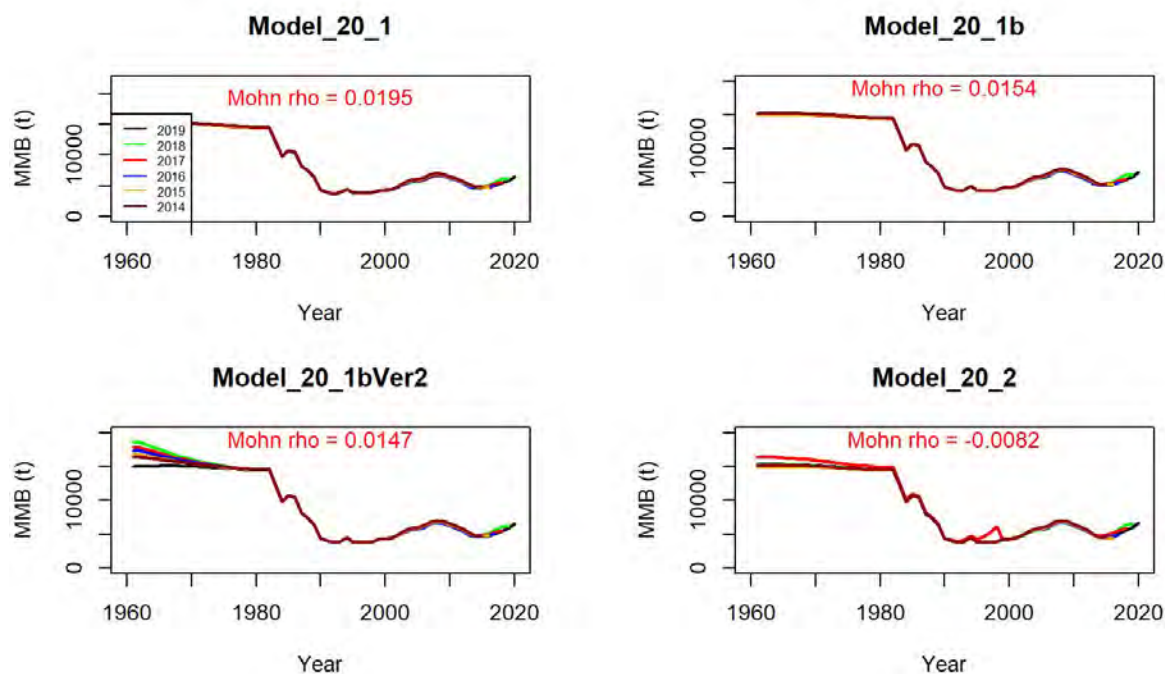 Model_20_1
Mohn rho = 0.0195
MMB (t)
10000
0
2019
2018
2017
2016
2015
2014
1960
1980
2000
2020
Year
Model_20_1b
Mohn rho = 0.0154
MMB (t)
10000
0
1960
1980
2000
2020
Year
Model_20_1bVer2
Mohn rho = 0.0147
MMB (t)
10000
0
1960
1980
2000
2020
Year
Model_20_2
Mohn rho = -0.0082
MMB (t)
10000
0
1960
1980
2000
2020
Year